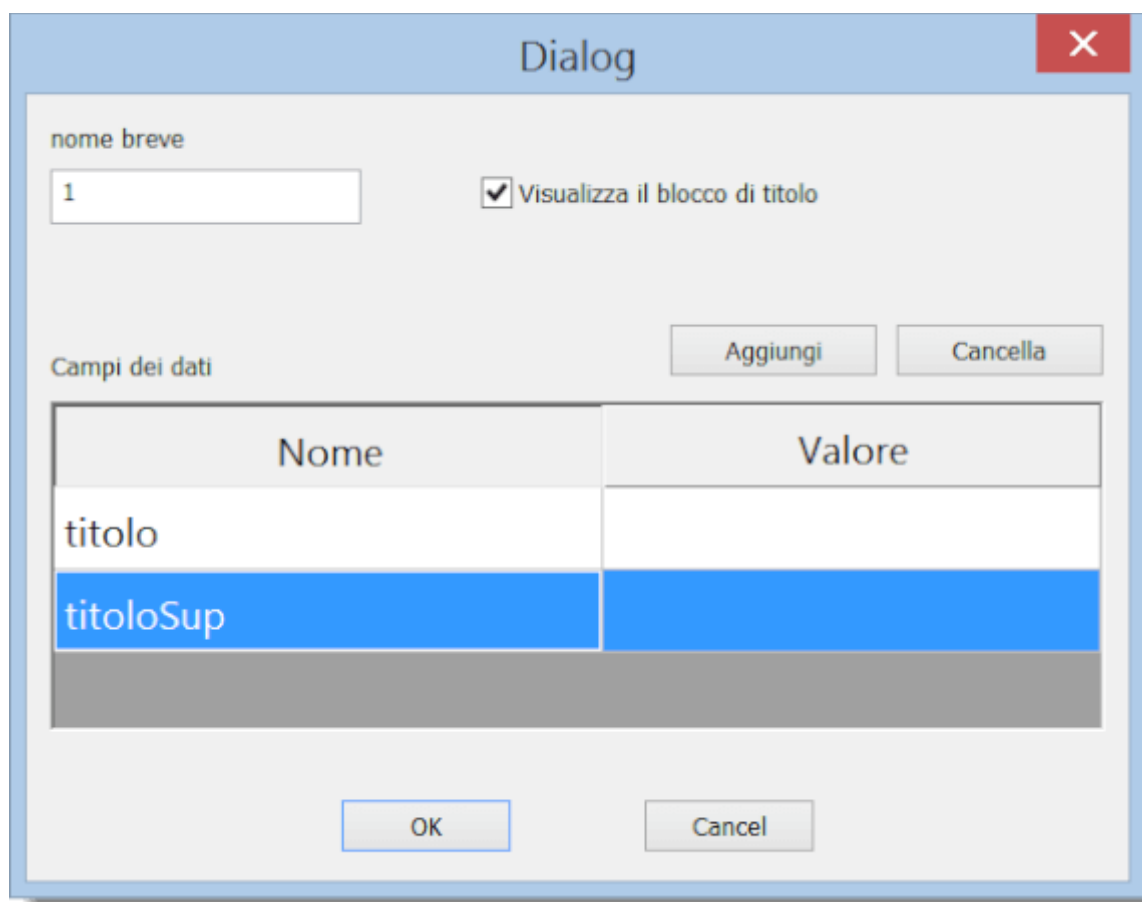 Dialog
nome breve
1
Visualizza il blocco di titolo
Aggiungi
Cancella
Campi dei dati
Nome
Valore
titolo
titoloSup
OK
Cancel